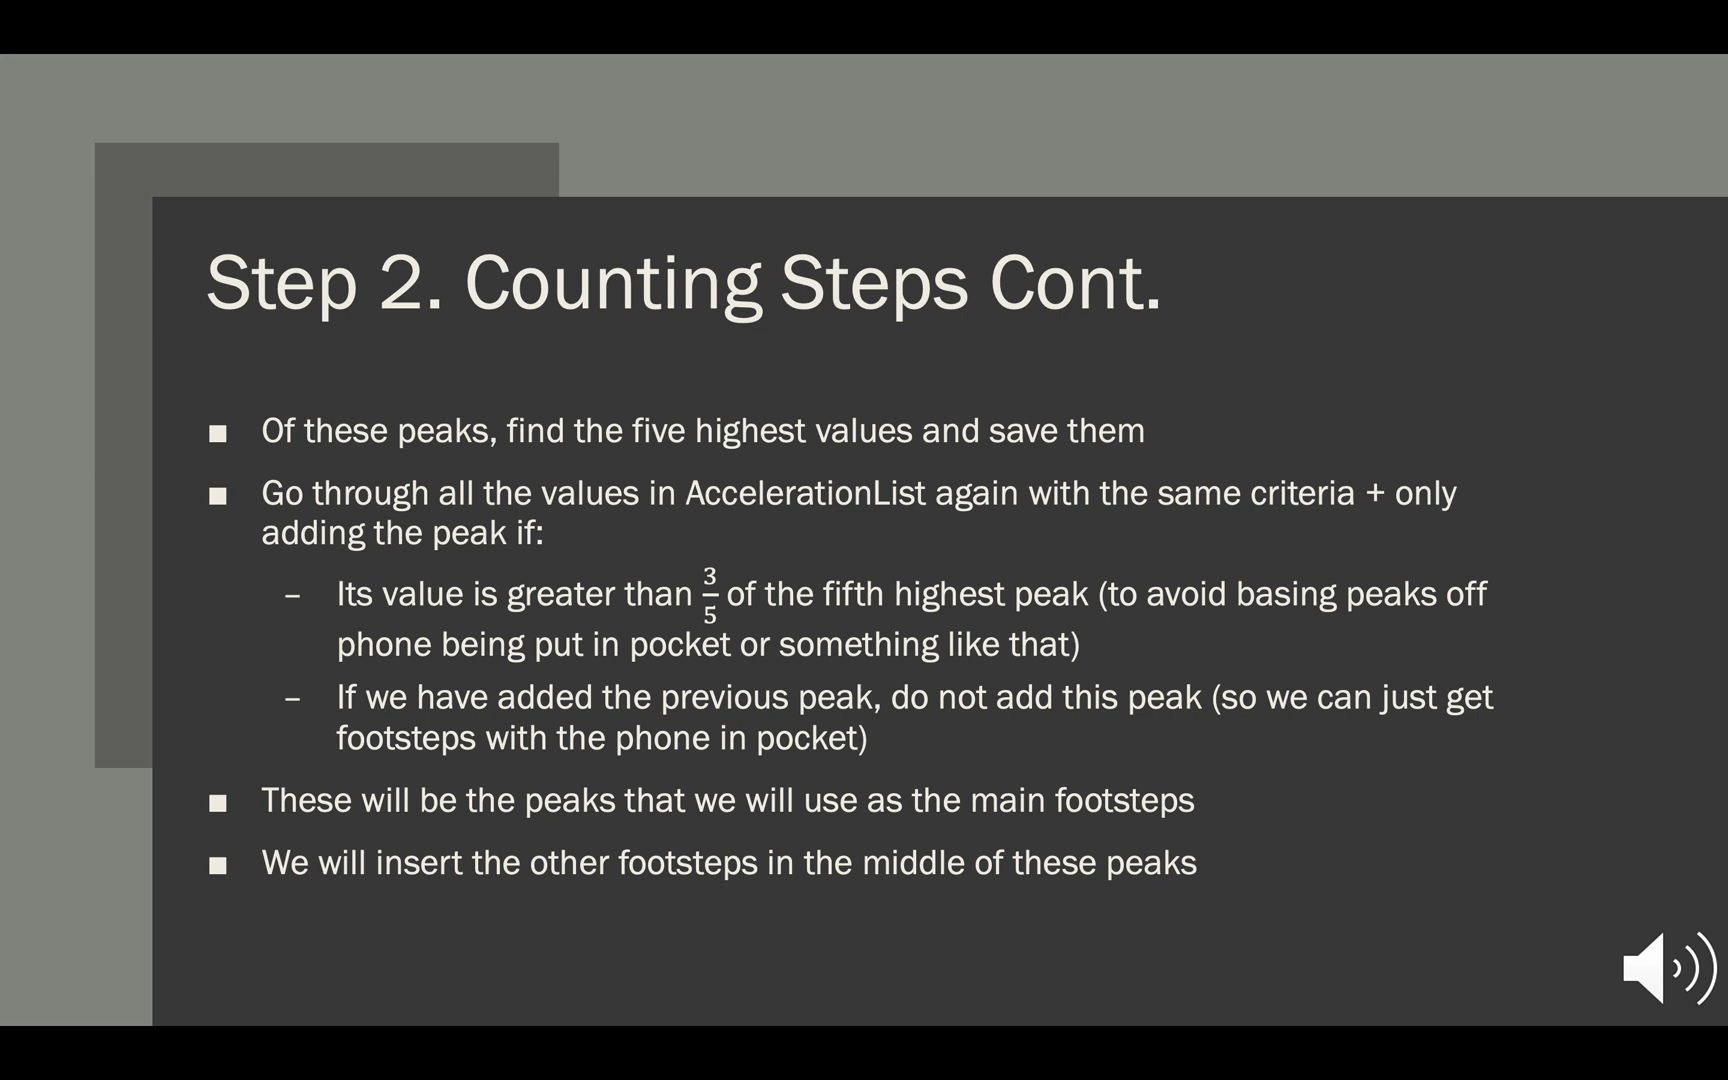 Step 2. Counting Steps Cont.
■ Of these peaks, find the five highest values and save them
■ Go through all the values in AccelerationList again with the same criteria + only
adding the peak if:
– Its value is greater than 3/5 of the fifth highest peak (to avoid basing peaks off
phone being put in pocket or something like that)
– If we have added the previous peak, do not add this peak (so we can just get
footsteps with the phone in pocket)
■ These will be the peaks that we will use as the main footsteps
■ We will insert the other footsteps in the middle of these peaks